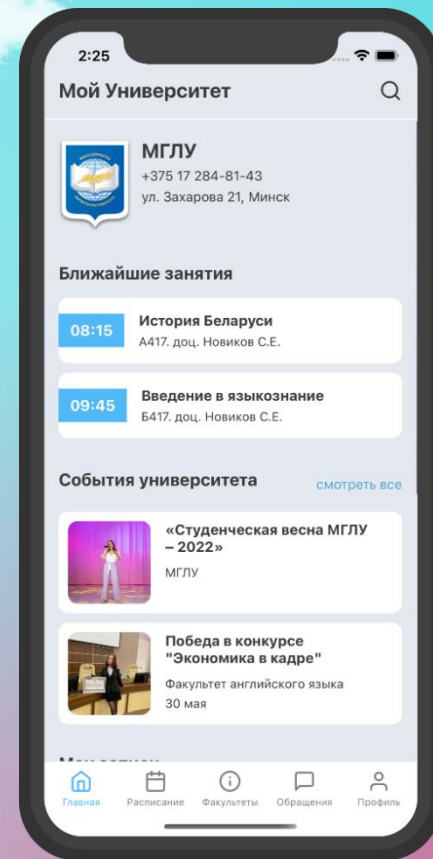 2:25
Мой Университет
МГЛУ
+375 17 284-81-43
ул. Захарова 21, Минск
Ближайшие занятия
08:15
История Беларуси
А417. доц. Новиков С.Е.
09:45
Введение в языкознание
Б417. доц. Новиков С.Е.
События университета
смотреть все
«Студенческая весна МГЛУ
– 2022»
МГЛУ
Победа в конкурсе
"Экономика в кадре"
Факультет английского языка
30 мая
Главная
Расписание
Факультеты
Обращения
Профиль